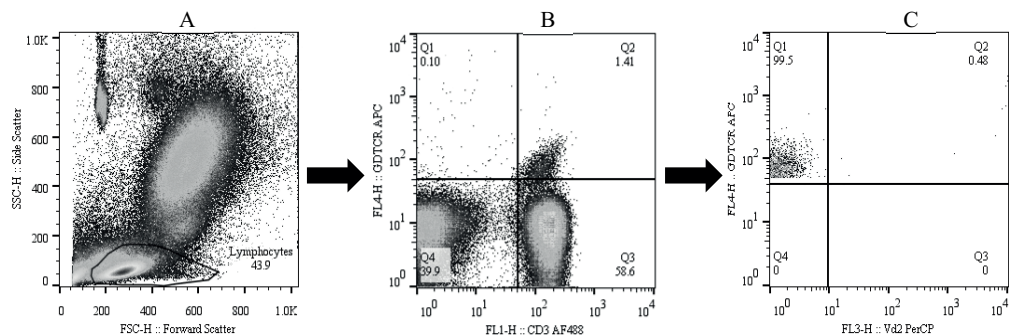 A
SSC-H :: Side Scatter
1.0K
800
600
400
200
0
Lymphocytes
43.9
0 200 400 600 800 1.0K
FSC-H :: Forward Scatter
B
FL4-H :: GDTCR APC
10^4
10^3
10^2
10^1
10^0
Q1
0.10
Q2
1.41
Q4
39.9
Q3
58.6
10^0 10^1 10^2 10^3 10^4
FL1-H :: CD3 AF488
C
FL4-H :: GDTCR APC
10^4
10^3
10^2
10^1
10^0
Q1
99.5
Q2
0.48
Q4
0
Q3
0
10^0 10^1 10^2 10^3 10^4
FL3-H :: Vd2 PerCP